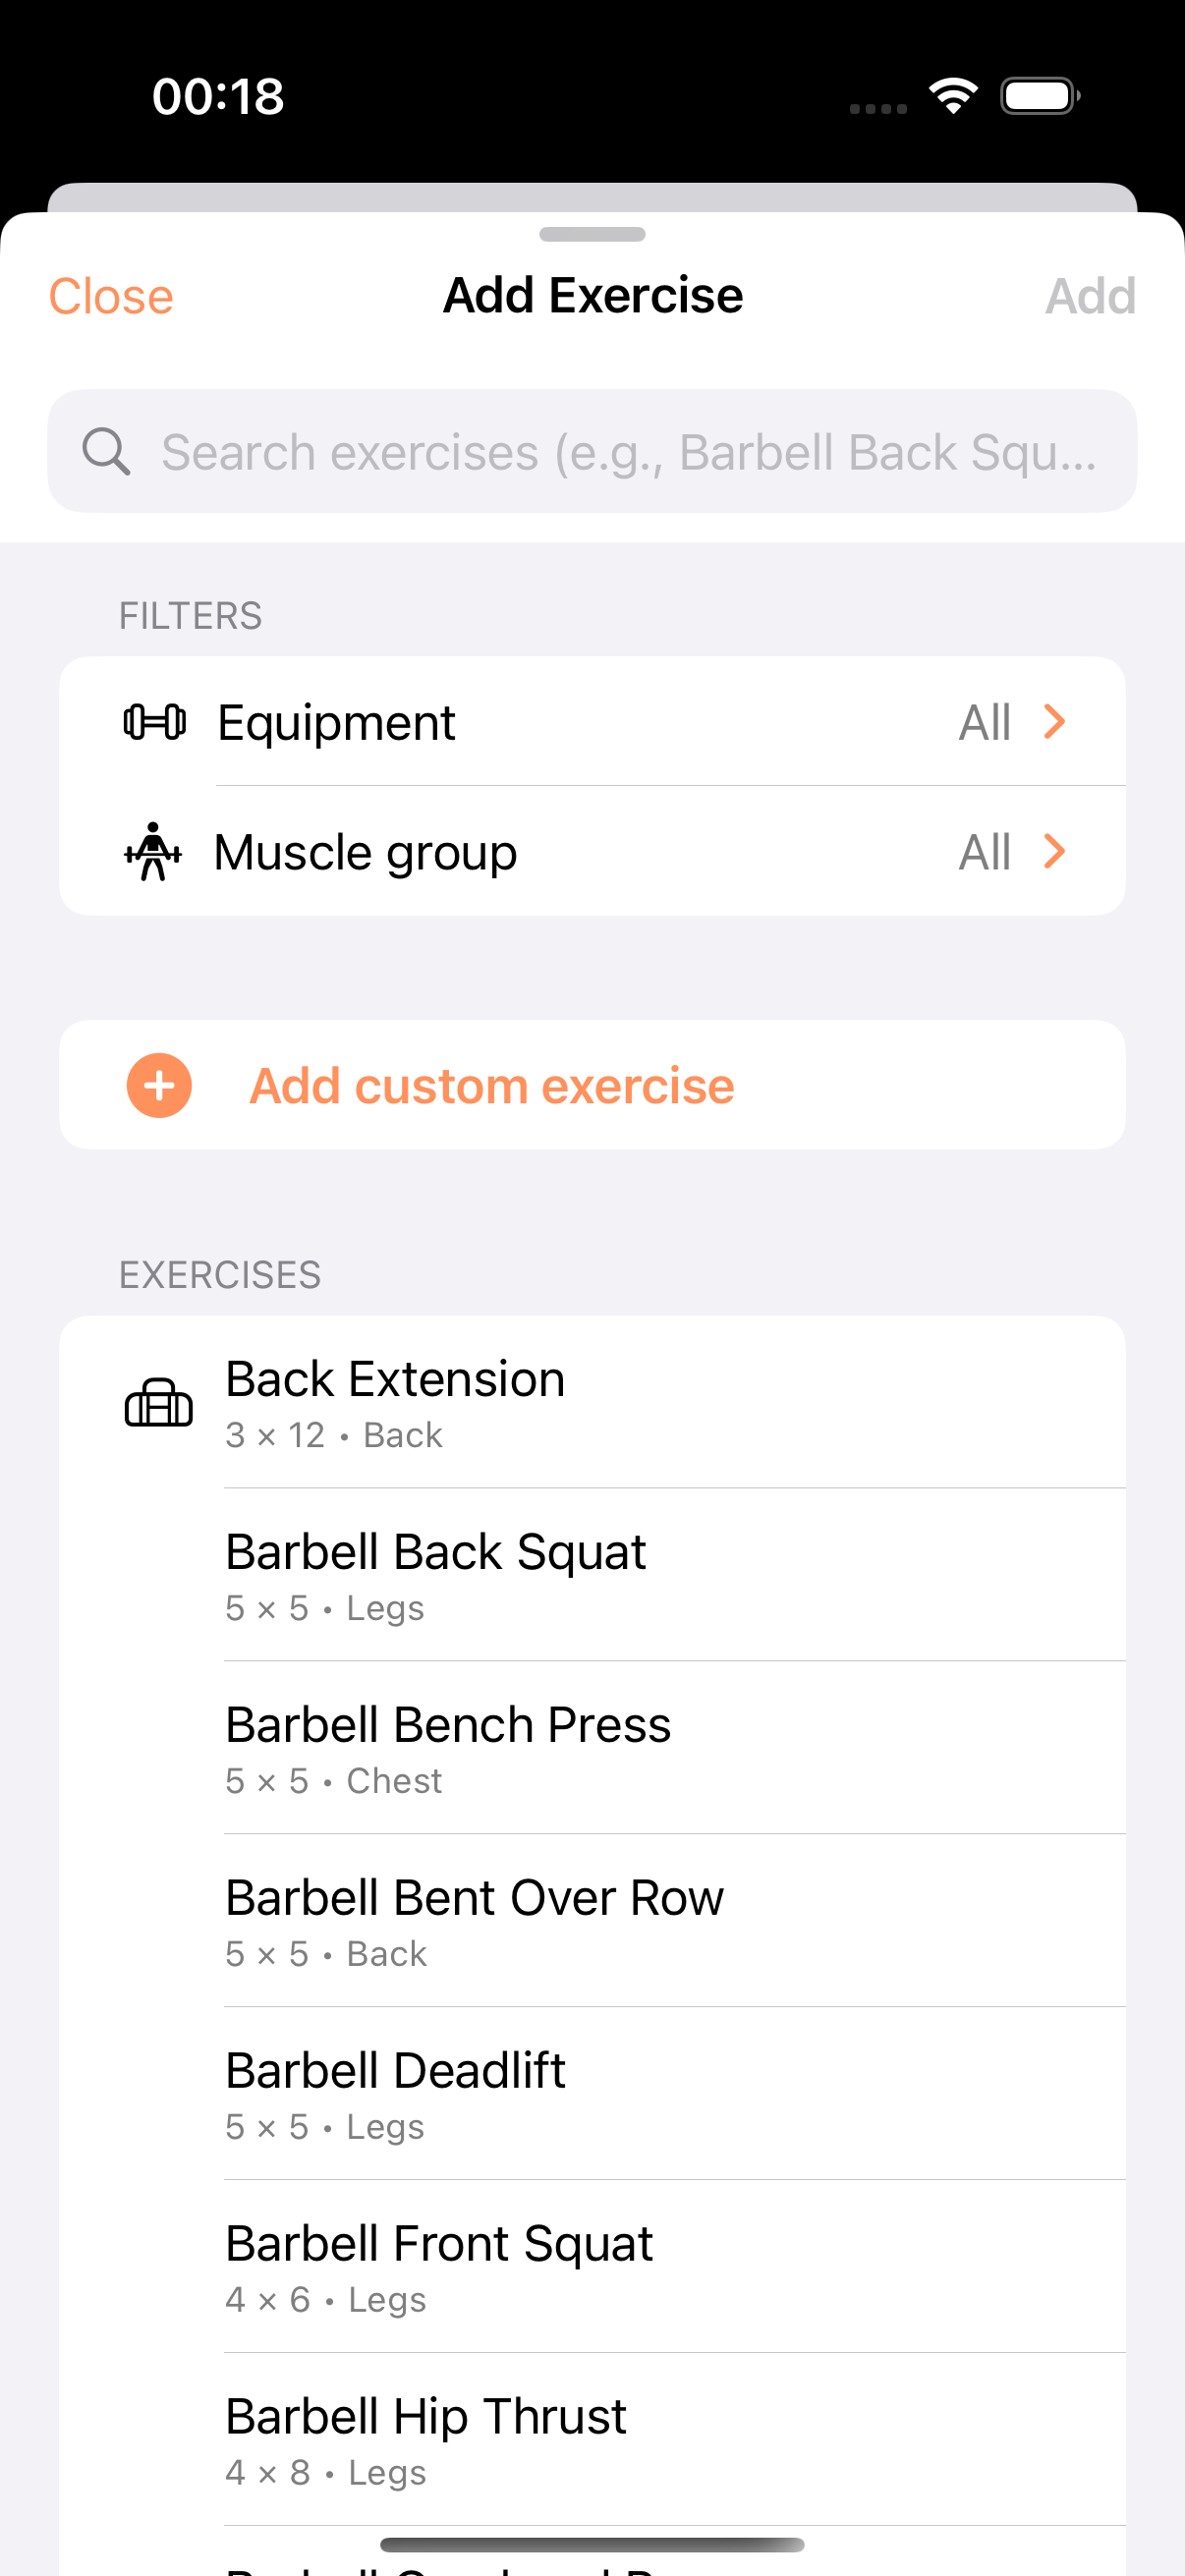 00:18
Close
Add Exercise
Add
Search exercises (e.g., Barbell Back Squ...
FILTERS
Equipment
All
Muscle group
All
Add custom exercise
EXERCISES
Back Extension
3 × 12 • Back
Barbell Back Squat
5 × 5 • Legs
Barbell Bench Press
5 × 5 • Chest
Barbell Bent Over Row
5 × 5 • Back
Barbell Deadlift
5 × 5 • Legs
Barbell Front Squat
4 × 6 • Legs
Barbell Hip Thrust
4 × 8 • Legs
Barbell